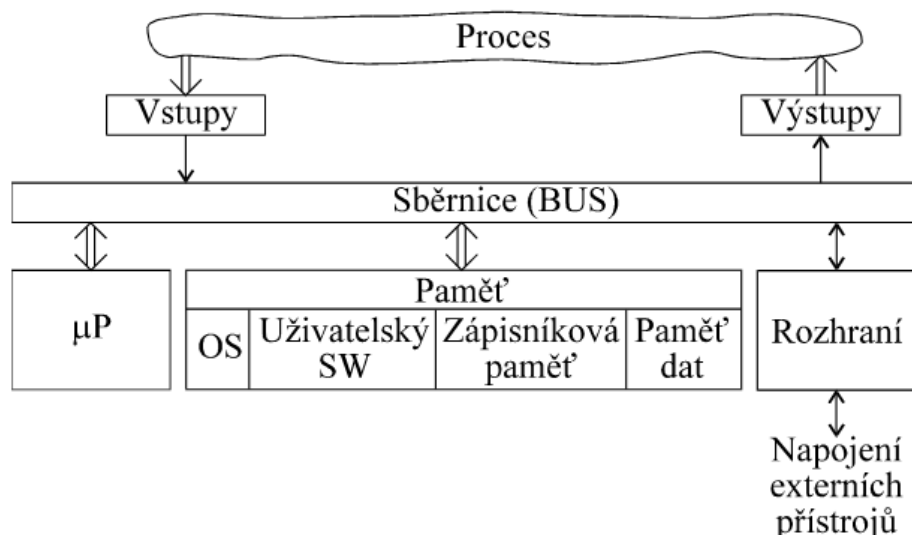 Proces
Vstupy
Výstupy
Sběrnice (BUS)
μP
Paměť
OS
Uživatelský
SW
Zápisníková
paměť
Paměť
dat
Rozhraní
Napojení
externích
přístrojů